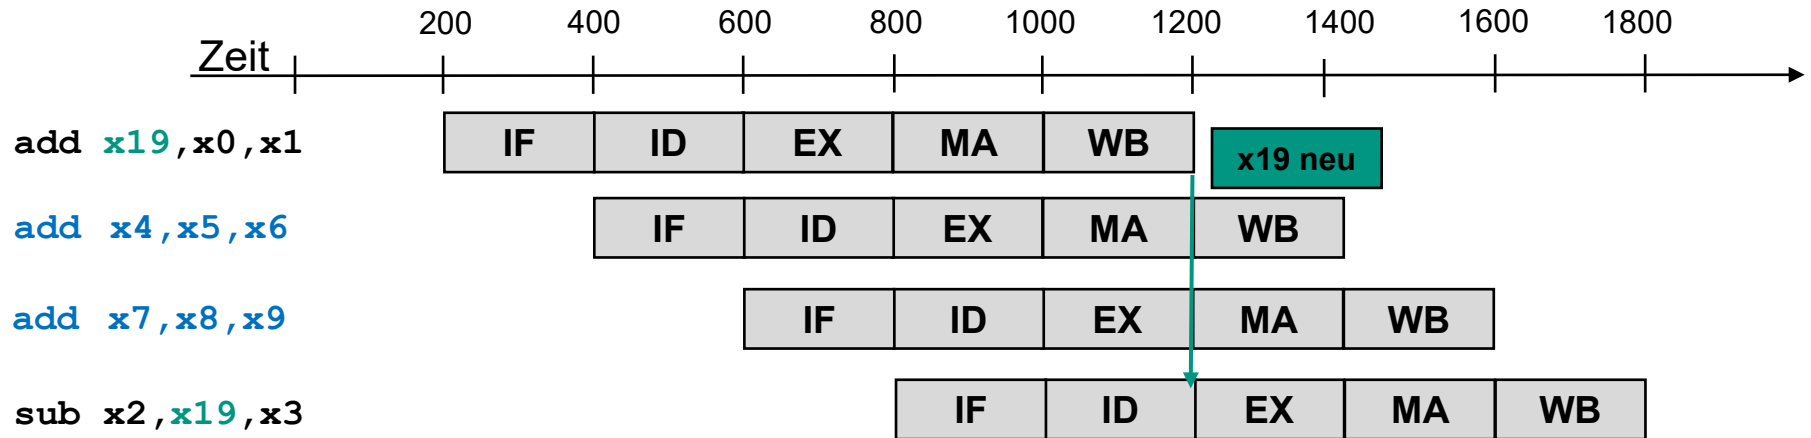 200 400 600 800 1000 1200 1400 1600 1800
Zeit
add x19,x0,x1 IF ID EX MA WB x19 neu
add x4,x5,x6 IF ID EX MA WB
add x7,x8,x9 IF ID EX MA WB
sub x2,x19,x3 IF ID EX MA WB